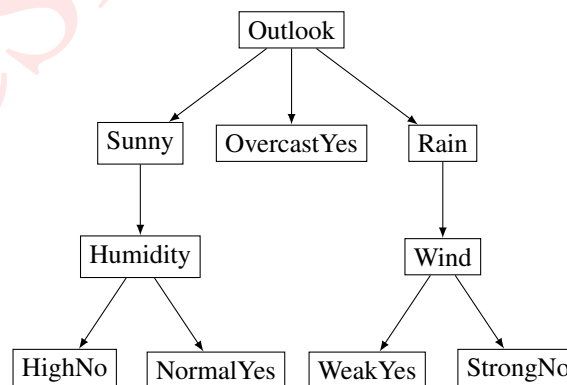 Outlook
Sunny
OvercastYes
Rain
Humidity
Wind
HighNo
NormalYes
WeakYes
StrongNo